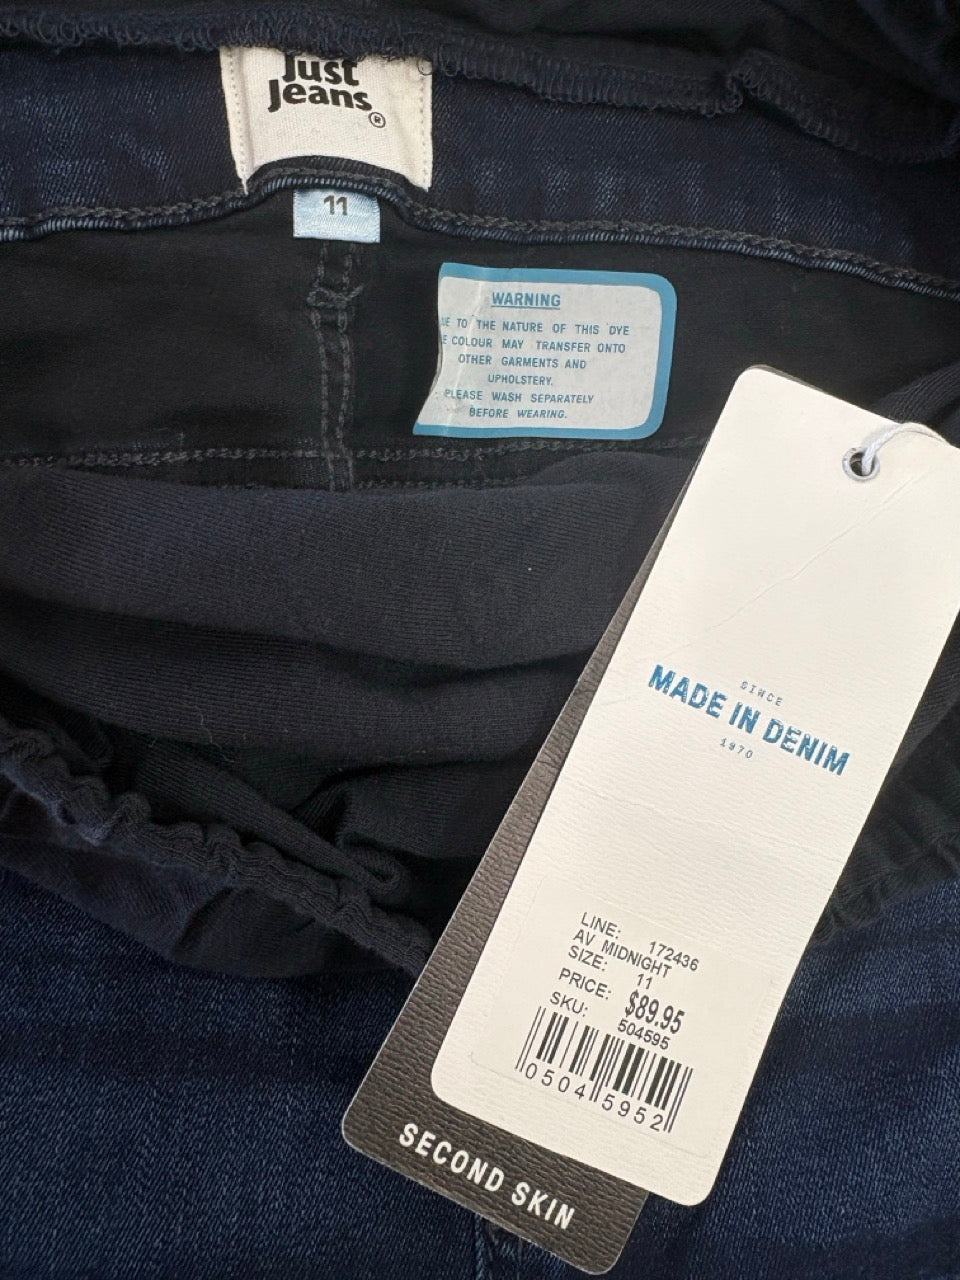 Just
Jeans®
11
WARNING
TO THE NATURE OF THIS DYE
COLOUR MAY TRANSFER ONTO
OTHER GARMENTS AND
UPHOLSTERY.
PLEASE WASH SEPARATELY
BEFORE WEARING.
SINCE
MADE IN DENIM
1970
LINE: 172436
AV MIDNIGHT
SIZE: 11
PRICE: $89.95
SKU: 504595
0504 5952
SECOND SKIN